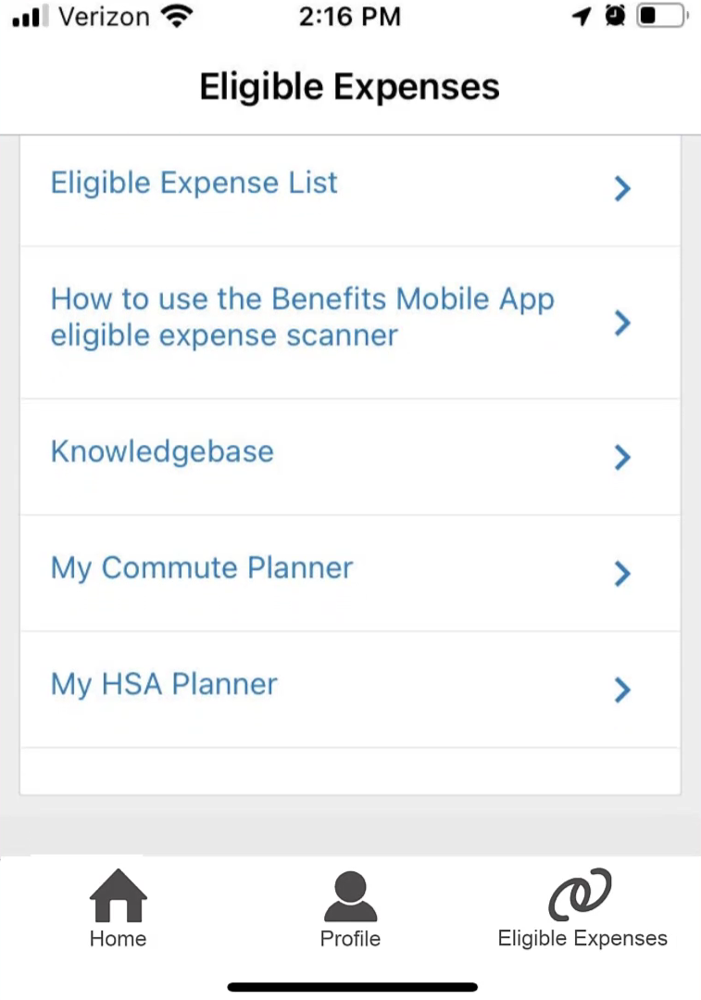 Verizon 2:16 PM
Eligible Expenses
Eligible Expense List
How to use the Benefits Mobile App
eligible expense scanner
Knowledgebase
My Commute Planner
My HSA Planner
Home Profile Eligible Expenses